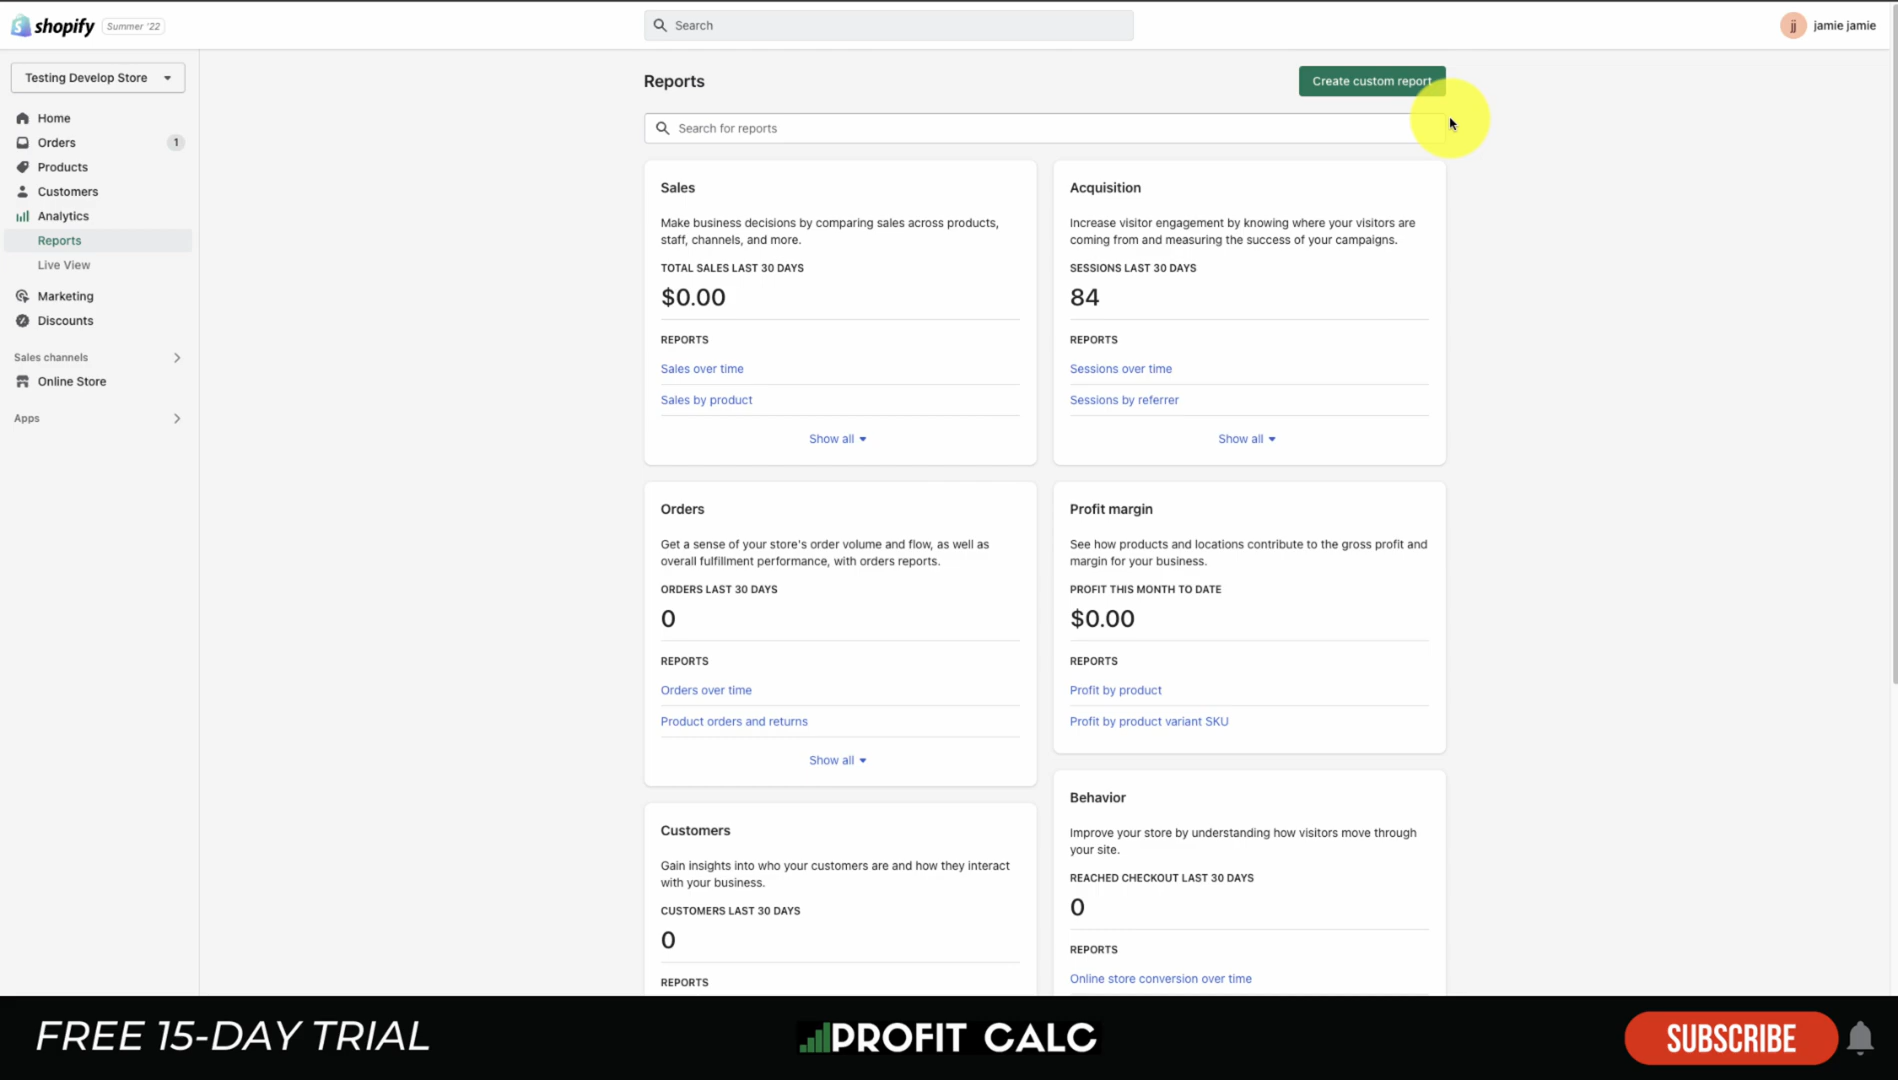 shopify Summer '22
Search
jj jamie jamie
Testing Develop Store
Home
Orders 1
Products
Customers
Analytics
Reports
Live View
Marketing
Discounts
Sales channels
Online Store
Apps
Reports
Create custom report
Search for reports
Sales
Make business decisions by comparing sales across products,
staff, channels, and more.
TOTAL SALES LAST 30 DAYS
$0.00
REPORTS
Sales over time
Sales by product
Show all
Acquisition
Increase visitor engagement by knowing where your visitors are
coming from and measuring the success of your campaigns.
SESSIONS LAST 30 DAYS
84
REPORTS
Sessions over time
Sessions by referrer
Show all
Orders
Get a sense of your store's order volume and flow, as well as
overall fulfillment performance, with orders reports.
ORDERS LAST 30 DAYS
0
REPORTS
Orders over time
Product orders and returns
Show all
Profit margin
See how products and locations contribute to the gross profit and
margin for your business.
PROFIT THIS MONTH TO DATE
$0.00
REPORTS
Profit by product
Profit by product variant SKU
Customers
Gain insights into who your customers are and how they interact
with your business.
CUSTOMERS LAST 30 DAYS
0
REPORTS
Behavior
Improve your store by understanding how visitors move through
your site.
REACHED CHECKOUT LAST 30 DAYS
0
REPORTS
Online store conversion over time
FREE 15-DAY TRIAL
PROFIT CALC
SUBSCRIBE